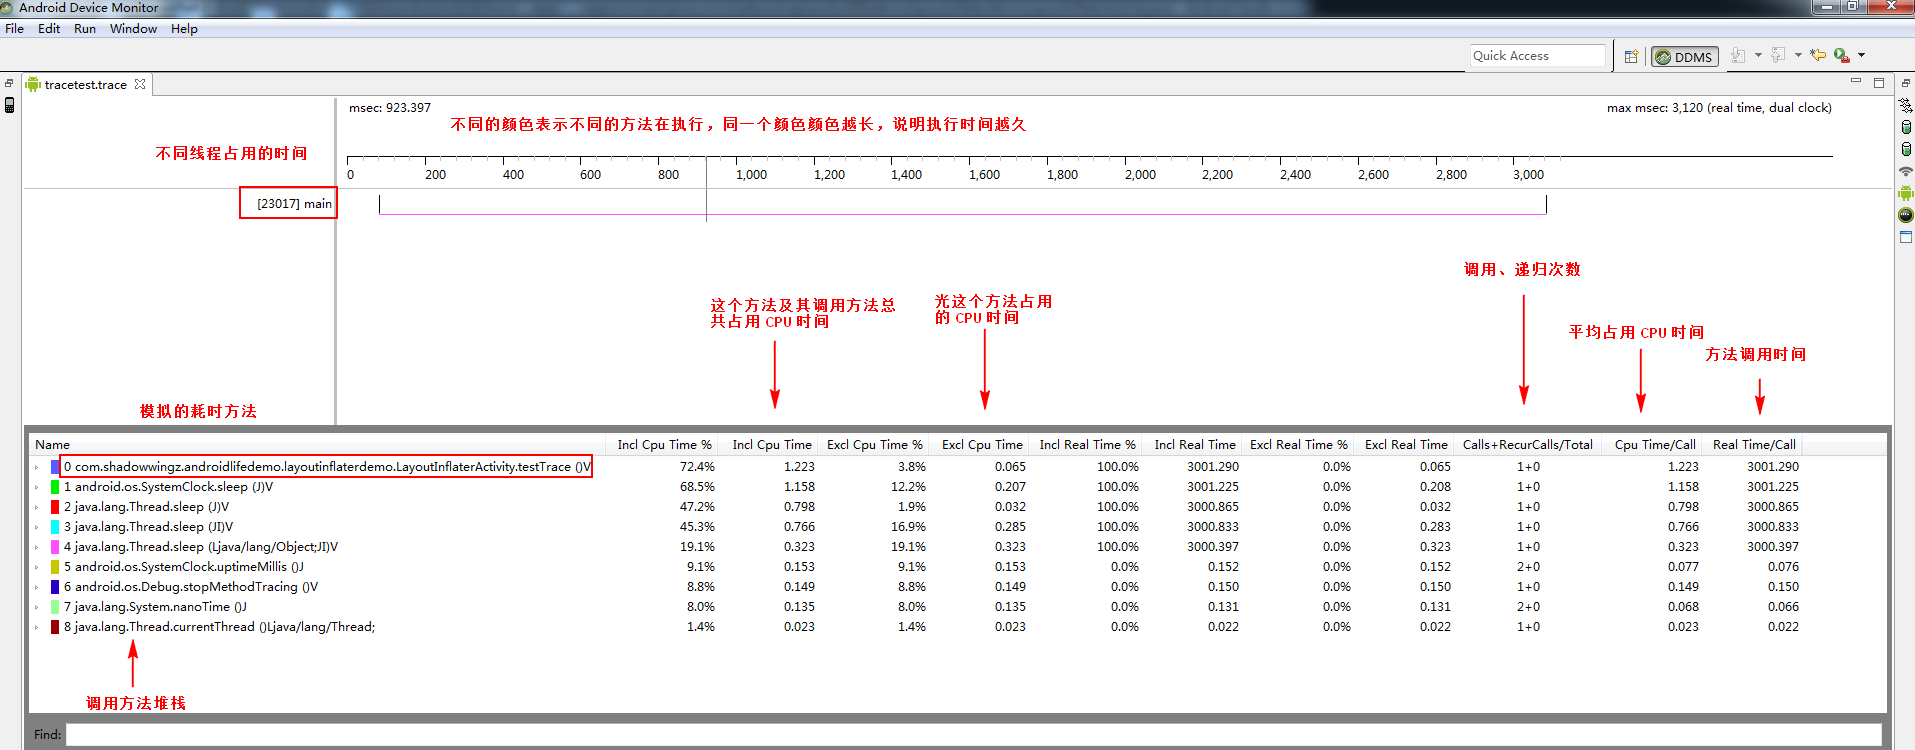 Android Device Monitor
File Edit Run Window Help
Quick Access
DDMS
tracetest.trace
msec: 923.397
max msec: 3,120 (real time, dual clock)
不同的颜色表示不同的方法在执行，同一个颜色颜色越长，说明执行时间越久
不同线程占用的时间
0 200 400 600 800 1,000 1,200 1,400 1,600 1,800 2,000 2,200 2,400 2,600 2,800 3,000
[23017] main
调用、递归次数
这个方法及其调用方法总
共占用 CPU 时间
光这个方法占用
的 CPU 时间
平均占用 CPU 时间
方法调用时间
模拟的耗时方法
Name Incl Cpu Time % Incl Cpu Time Excl Cpu Time % Excl Cpu Time Incl Real Time % Incl Real Time Excl Real Time % Excl Real Time Calls+RecurCalls/Total Cpu Time/Call Real Time/Call
0 com.shadowwingz.androidlifedemo.layoutinflaterdemo.LayoutInflaterActivity.testTrace ()V 72.4% 1.223 3.8% 0.065 100.0% 3001.290 0.0% 0.065 1+0 1.223 3001.290
1 android.os.SystemClock.sleep (J)V 68.5% 1.158 12.2% 0.207 100.0% 3001.225 0.0% 0.208 1+0 1.158 3001.225
2 java.lang.Thread.sleep (J)V 47.2% 0.798 1.9% 0.032 100.0% 3000.865 0.0% 0.032 1+0 0.798 3000.865
3 java.lang.Thread.sleep (JI)V 45.3% 0.766 16.9% 0.285 100.0% 3000.833 0.0% 0.283 1+0 0.766 3000.833
4 java.lang.Thread.sleep (Ljava/lang/Object;JI)V 19.1% 0.323 19.1% 0.323 100.0% 3000.397 0.0% 0.323 1+0 0.323 3000.397
5 android.os.SystemClock.uptimeMillis ()J 9.1% 0.153 9.1% 0.153 0.0% 0.152 0.0% 0.152 2+0 0.077 0.076
6 android.os.Debug.stopMethodTracing ()V 8.8% 0.149 8.8% 0.149 0.0% 0.150 0.0% 0.150 1+0 0.149 0.150
7 java.lang.System.nanoTime ()J 8.0% 0.135 8.0% 0.135 0.0% 0.131 0.0% 0.131 2+0 0.068 0.066
8 java.lang.Thread.currentThread ()Ljava/lang/Thread; 1.4% 0.023 1.4% 0.023 0.0% 0.022 0.0% 0.022 1+0 0.023 0.022
调用方法堆栈
Find: